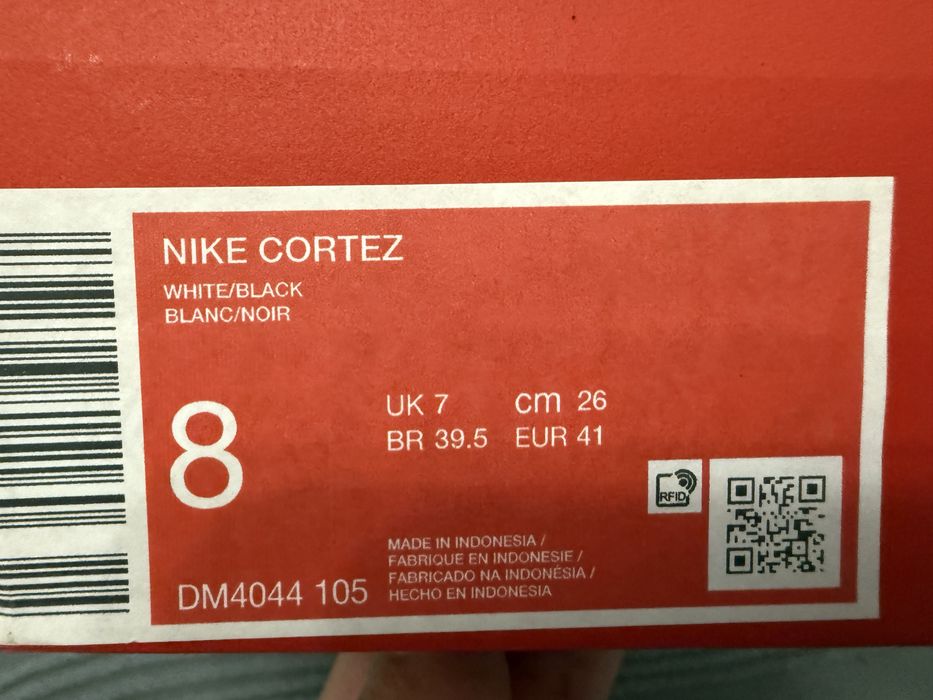 NIKE CORTEZ
WHITE/BLACK
BLANC/NOIR
8
UK 7 cm 26
BR 39.5 EUR 41
RFID
MADE IN INDONESIA /
FABRIQUE EN INDONESIE /
FABRICADO NA INDONÉSIA /
HECHO EN INDONESIA
DM4044 105